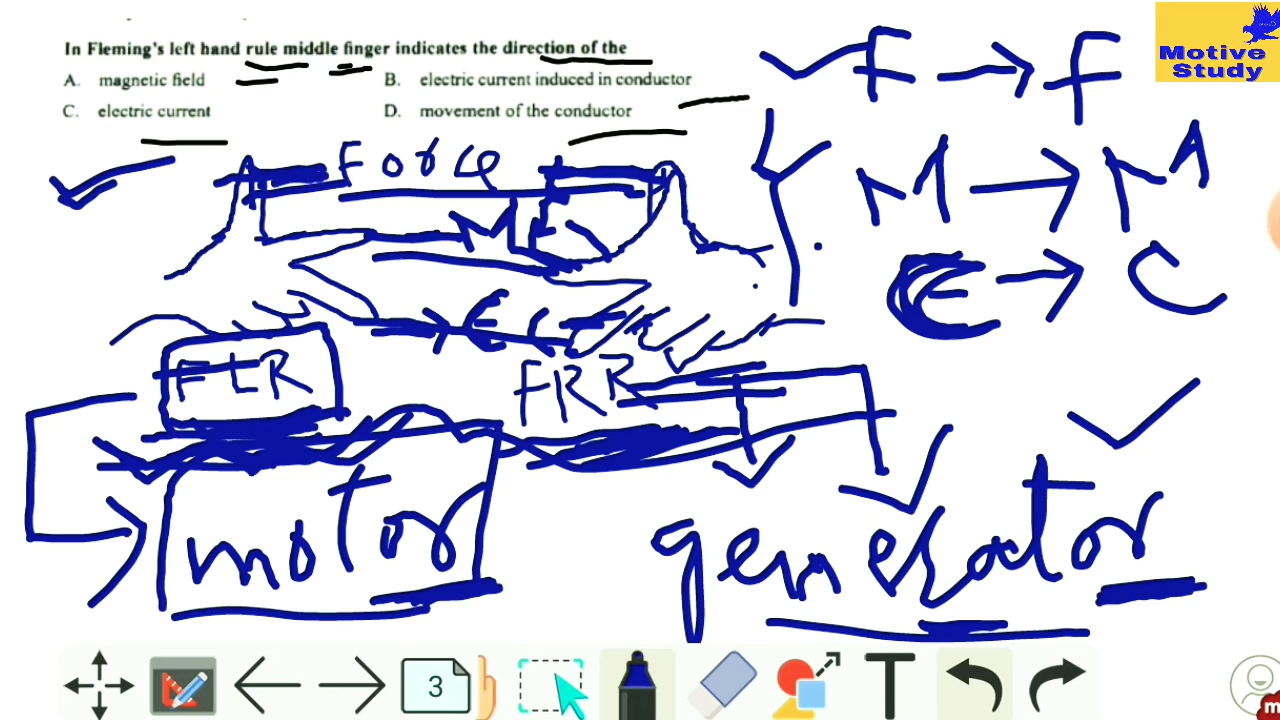 Motive
Study
In Fleming's left hand rule middle finger indicates the direction of the
A. magnetic field B. electric current induced in conductor
C. electric current D. movement of the conductor
F → F
Force
M → M
M
E → C
FLR FRR
motor generator
3 T
m